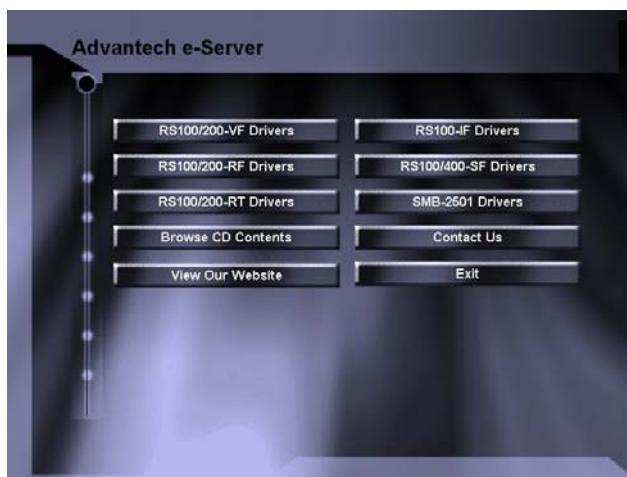 Advantech e-Server
RS100/200-VF Drivers
RS100-IF Drivers
RS100/200-RF Drivers
RS100/400-SF Drivers
RS100/200-RT Drivers
SMB-2501 Drivers
Browse CD Contents
Contact Us
View Our Website
Exit